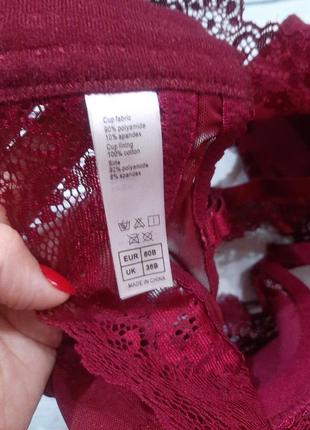 Cup fabric
90% polyamide
10% spandex
Cup lining
100% cotton
Side
92% polyamide
8% spandex
EUR 80B
UK 36B
MADE IN CHINA